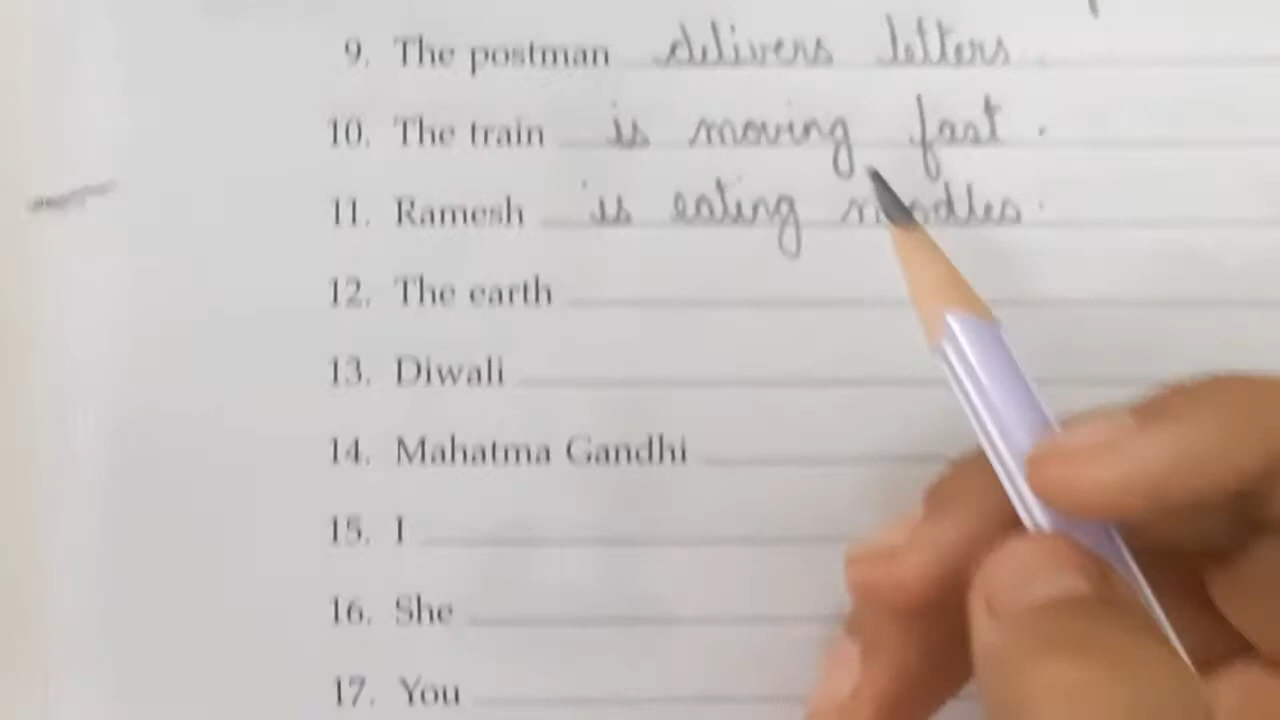 9. The postman delivers letters.
10. The train is moving fast.
11. Ramesh is eating noodles.
12. The earth
13. Diwali
14. Mahatma Gandhi
15. I
16. She
17. You